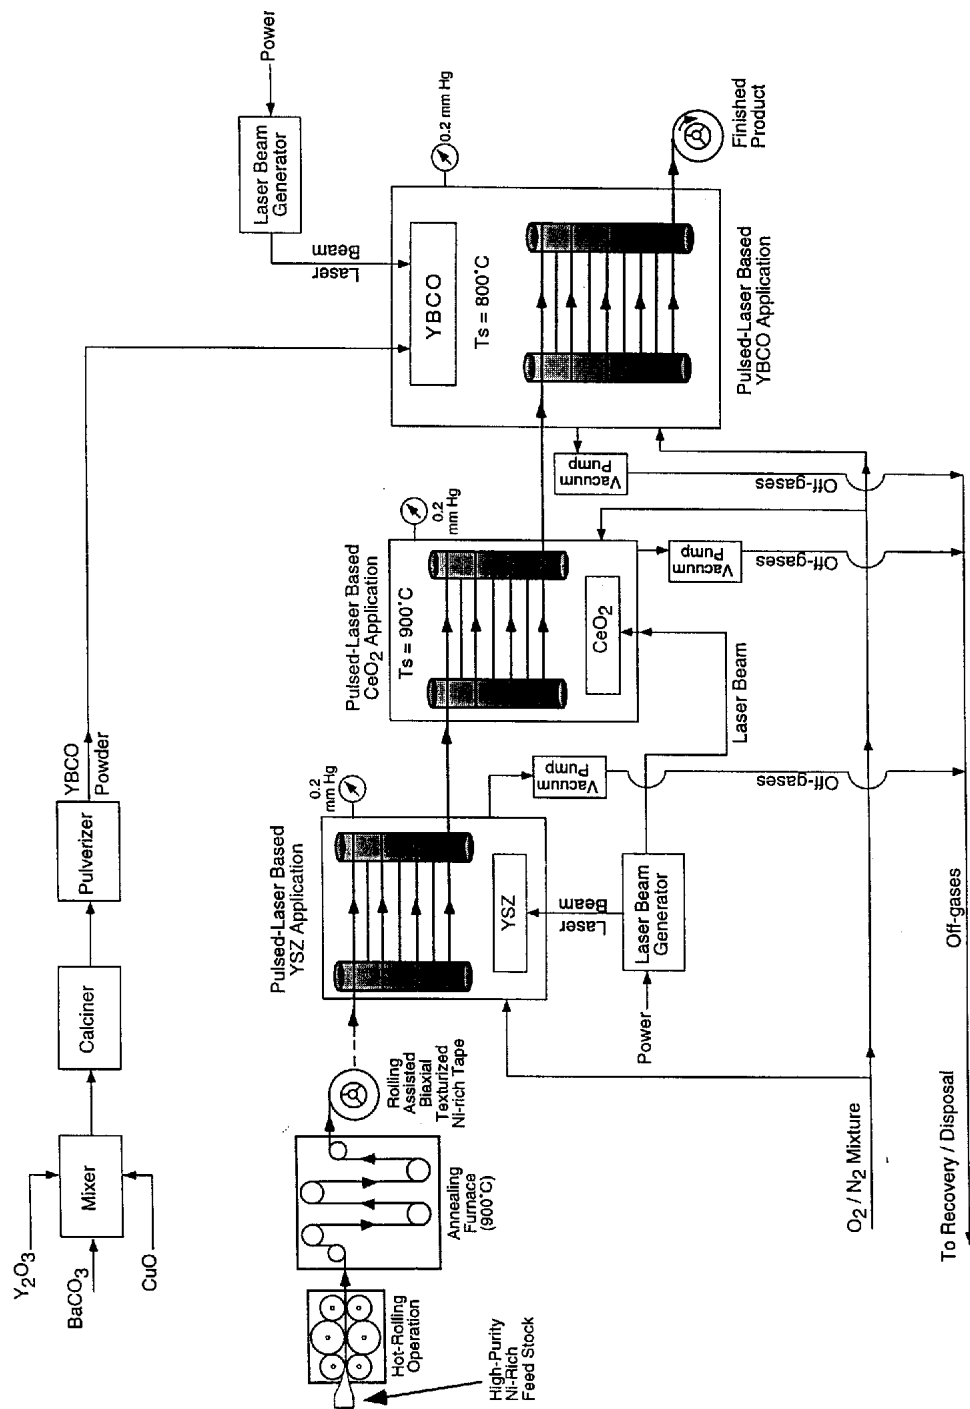 Y2O3
BaCO3
CuO
Mixer
Calciner
Pulverizer
YBCO
Powder
Power
Laser Beam
Generator
Laser
Beam
YBCO
Ts = 800°C
0.2 mm Hg
Pulsed-Laser Based
YBCO Application
Finished
Product
High-Purity
Ni-Rich
Feed Stock
Hot-Rolling
Operation
Annealing
Furnace
(900°C)
Rolling
Assisted
Biaxial
Texturized
Ni-rich Tape
Pulsed-Laser Based
YSZ Application
0.2
mm Hg
YSZ
Laser
Beam
Power
Laser Beam
Generator
Laser Beam
Vacuum
Pump
Off-gases
Pulsed-Laser Based
CeO2 Application
Ts = 900°C
0.2
mm Hg
CeO2
Vacuum
Pump
Off-gases
Vacuum
Pump
Off-gases
O2 / N2 Mixture
To Recovery / Disposal
Off-gases